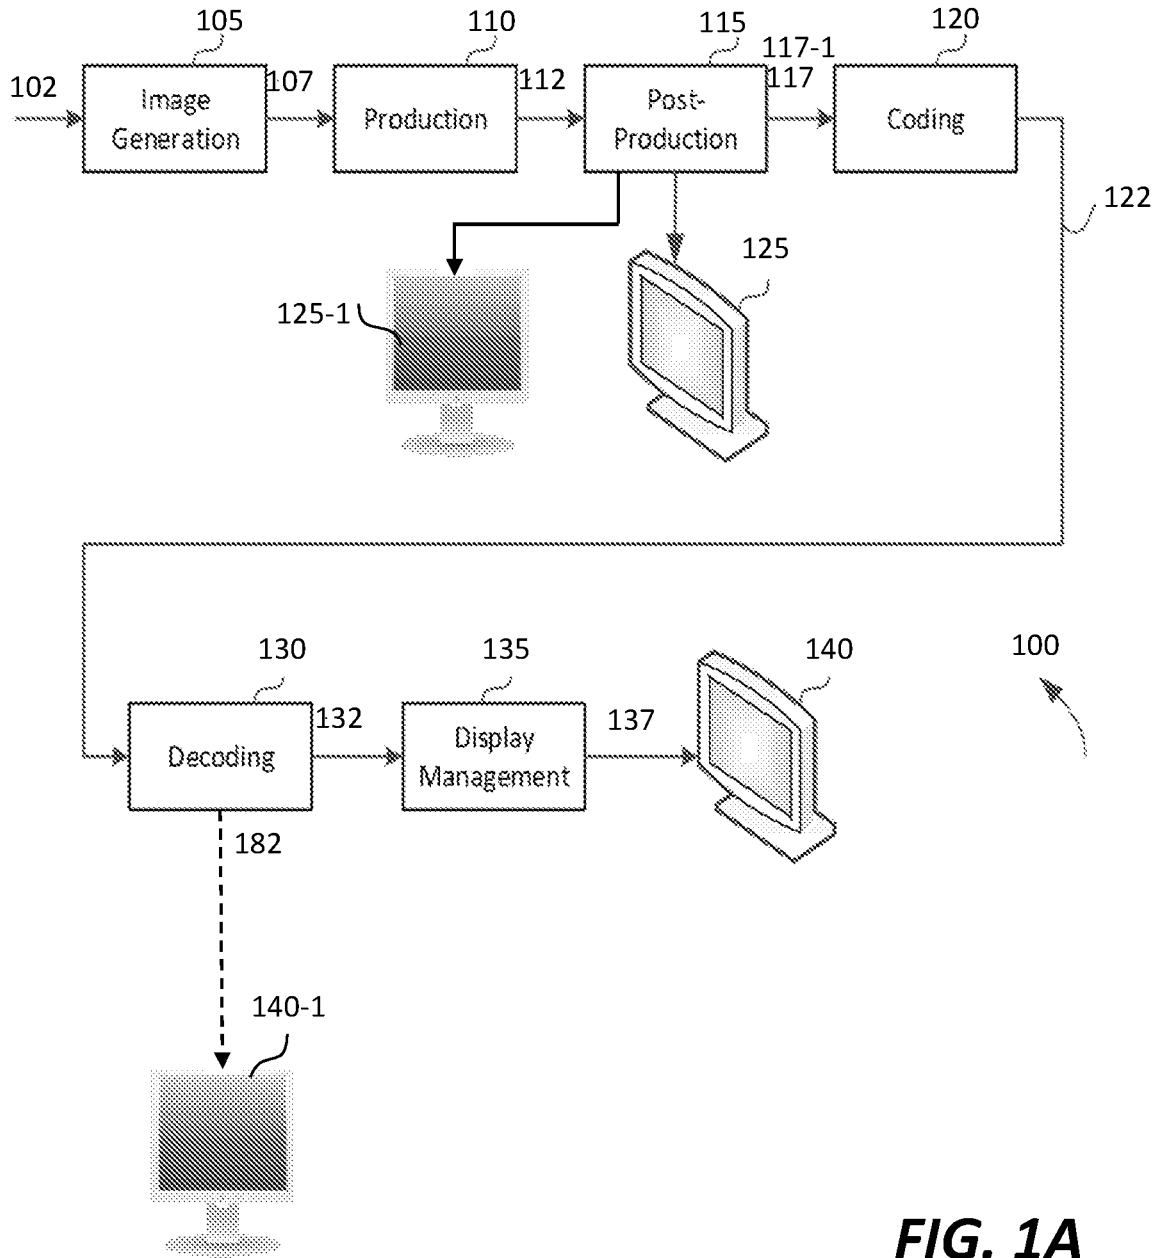 105
110
115
117-1
120
102
107
112
117
Image
Generation
Production
Post-
Production
Coding
122
125
125-1
130
135
140
100
132
137
Decoding
Display
Management
182
140-1
FIG. 1A